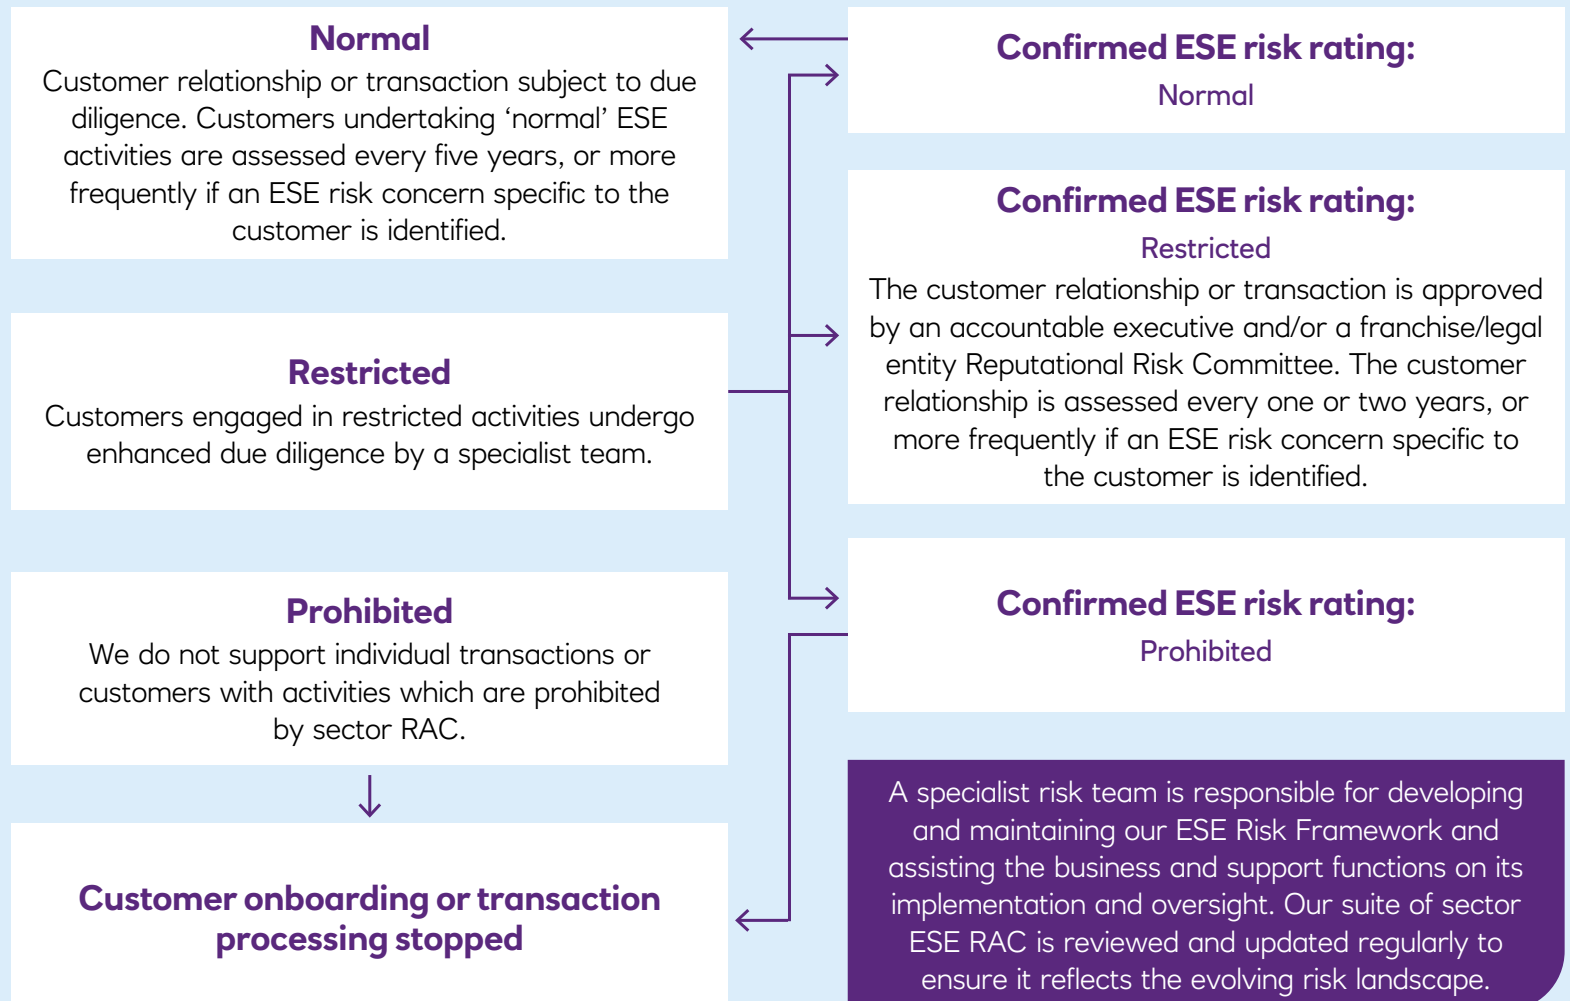 Normal
Customer relationship or transaction subject to due
diligence. Customers undertaking ‘normal’ ESE
activities are assessed every five years, or more
frequently if an ESE risk concern specific to the
customer is identified.
Restricted
Customers engaged in restricted activities undergo
enhanced due diligence by a specialist team.
Prohibited
We do not support individual transactions or
customers with activities which are prohibited
by sector RAC.
Customer onboarding or transaction
processing stopped
Confirmed ESE risk rating:
Normal
Confirmed ESE risk rating:
Restricted
The customer relationship or transaction is approved
by an accountable executive and/or a franchise/legal
entity Reputational Risk Committee. The customer
relationship is assessed every one or two years, or
more frequently if an ESE risk concern specific to
the customer is identified.
Confirmed ESE risk rating:
Prohibited
A specialist risk team is responsible for developing
and maintaining our ESE Risk Framework and
assisting the business and support functions on its
implementation and oversight. Our suite of sector
ESE RAC is reviewed and updated regularly to
ensure it reflects the evolving risk landscape.